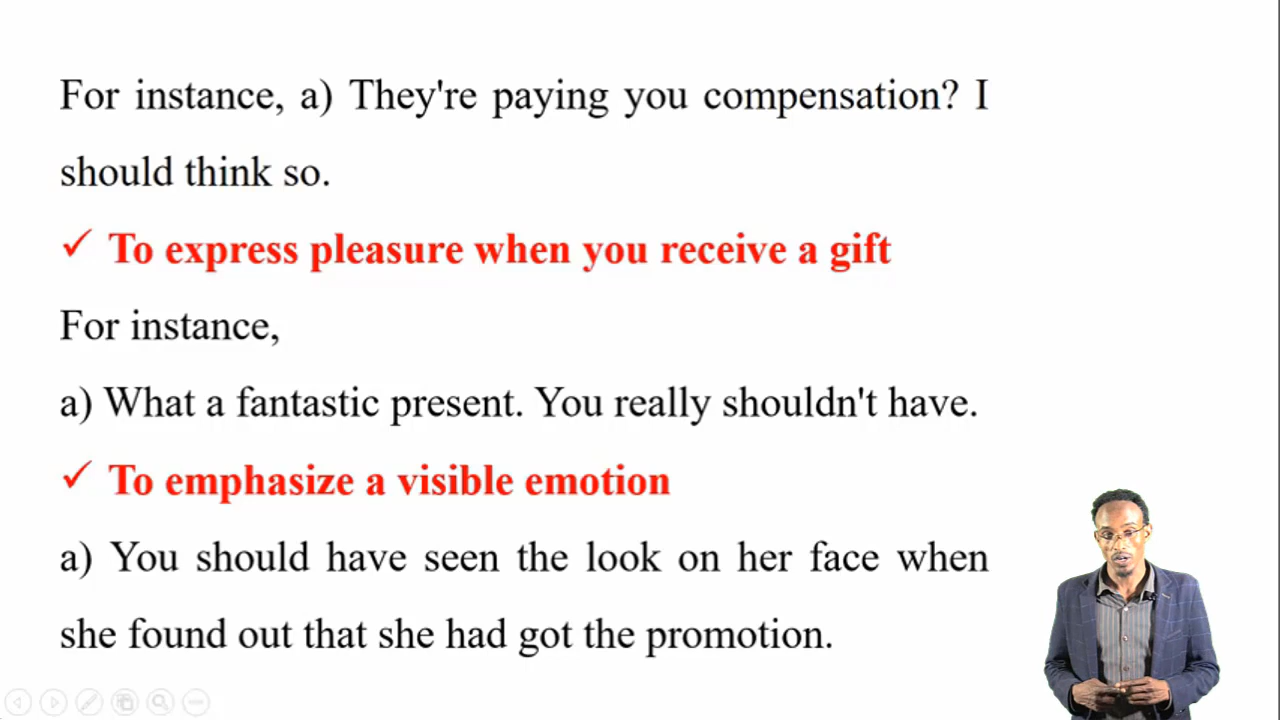 For instance, a) They're paying you compensation? I
should think so.
✓ To express pleasure when you receive a gift
For instance,
a) What a fantastic present. You really shouldn't have.
✓ To emphasize a visible emotion
a) You should have seen the look on her face when
she found out that she had got the promotion.